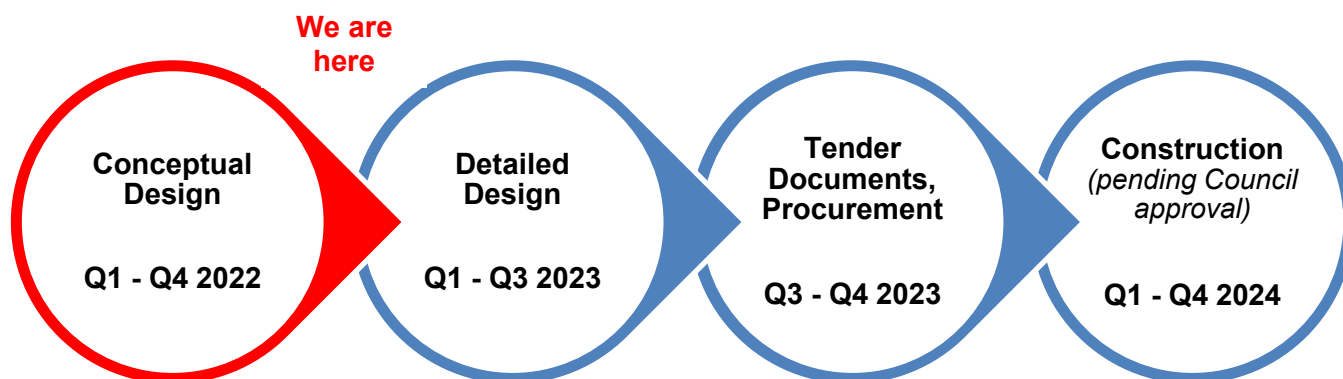 We are
here
Conceptual
Design
Q1 - Q4 2022
Detailed
Design
Q1 - Q3 2023
Tender
Documents,
Procurement
Q3 - Q4 2023
Construction
(pending Council
approval)
Q1 - Q4 2024